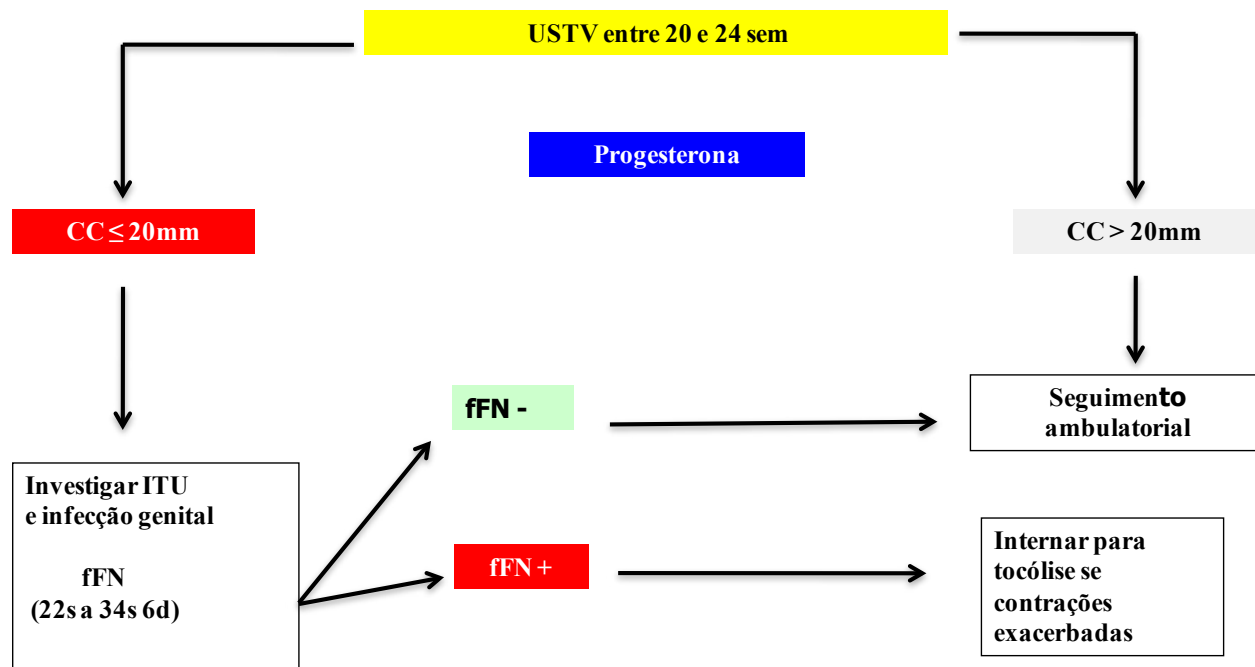 USTV entre 20 e 24 sem
Progesterona
CC ≤ 20mm
CC > 20mm
fFN -
Seguimento
ambulatorial
Investigar ITU
e infecção genital
fFN
(22s a 34s 6d)
fFN +
Internar para
tocólise se
contrações
exacerbadas